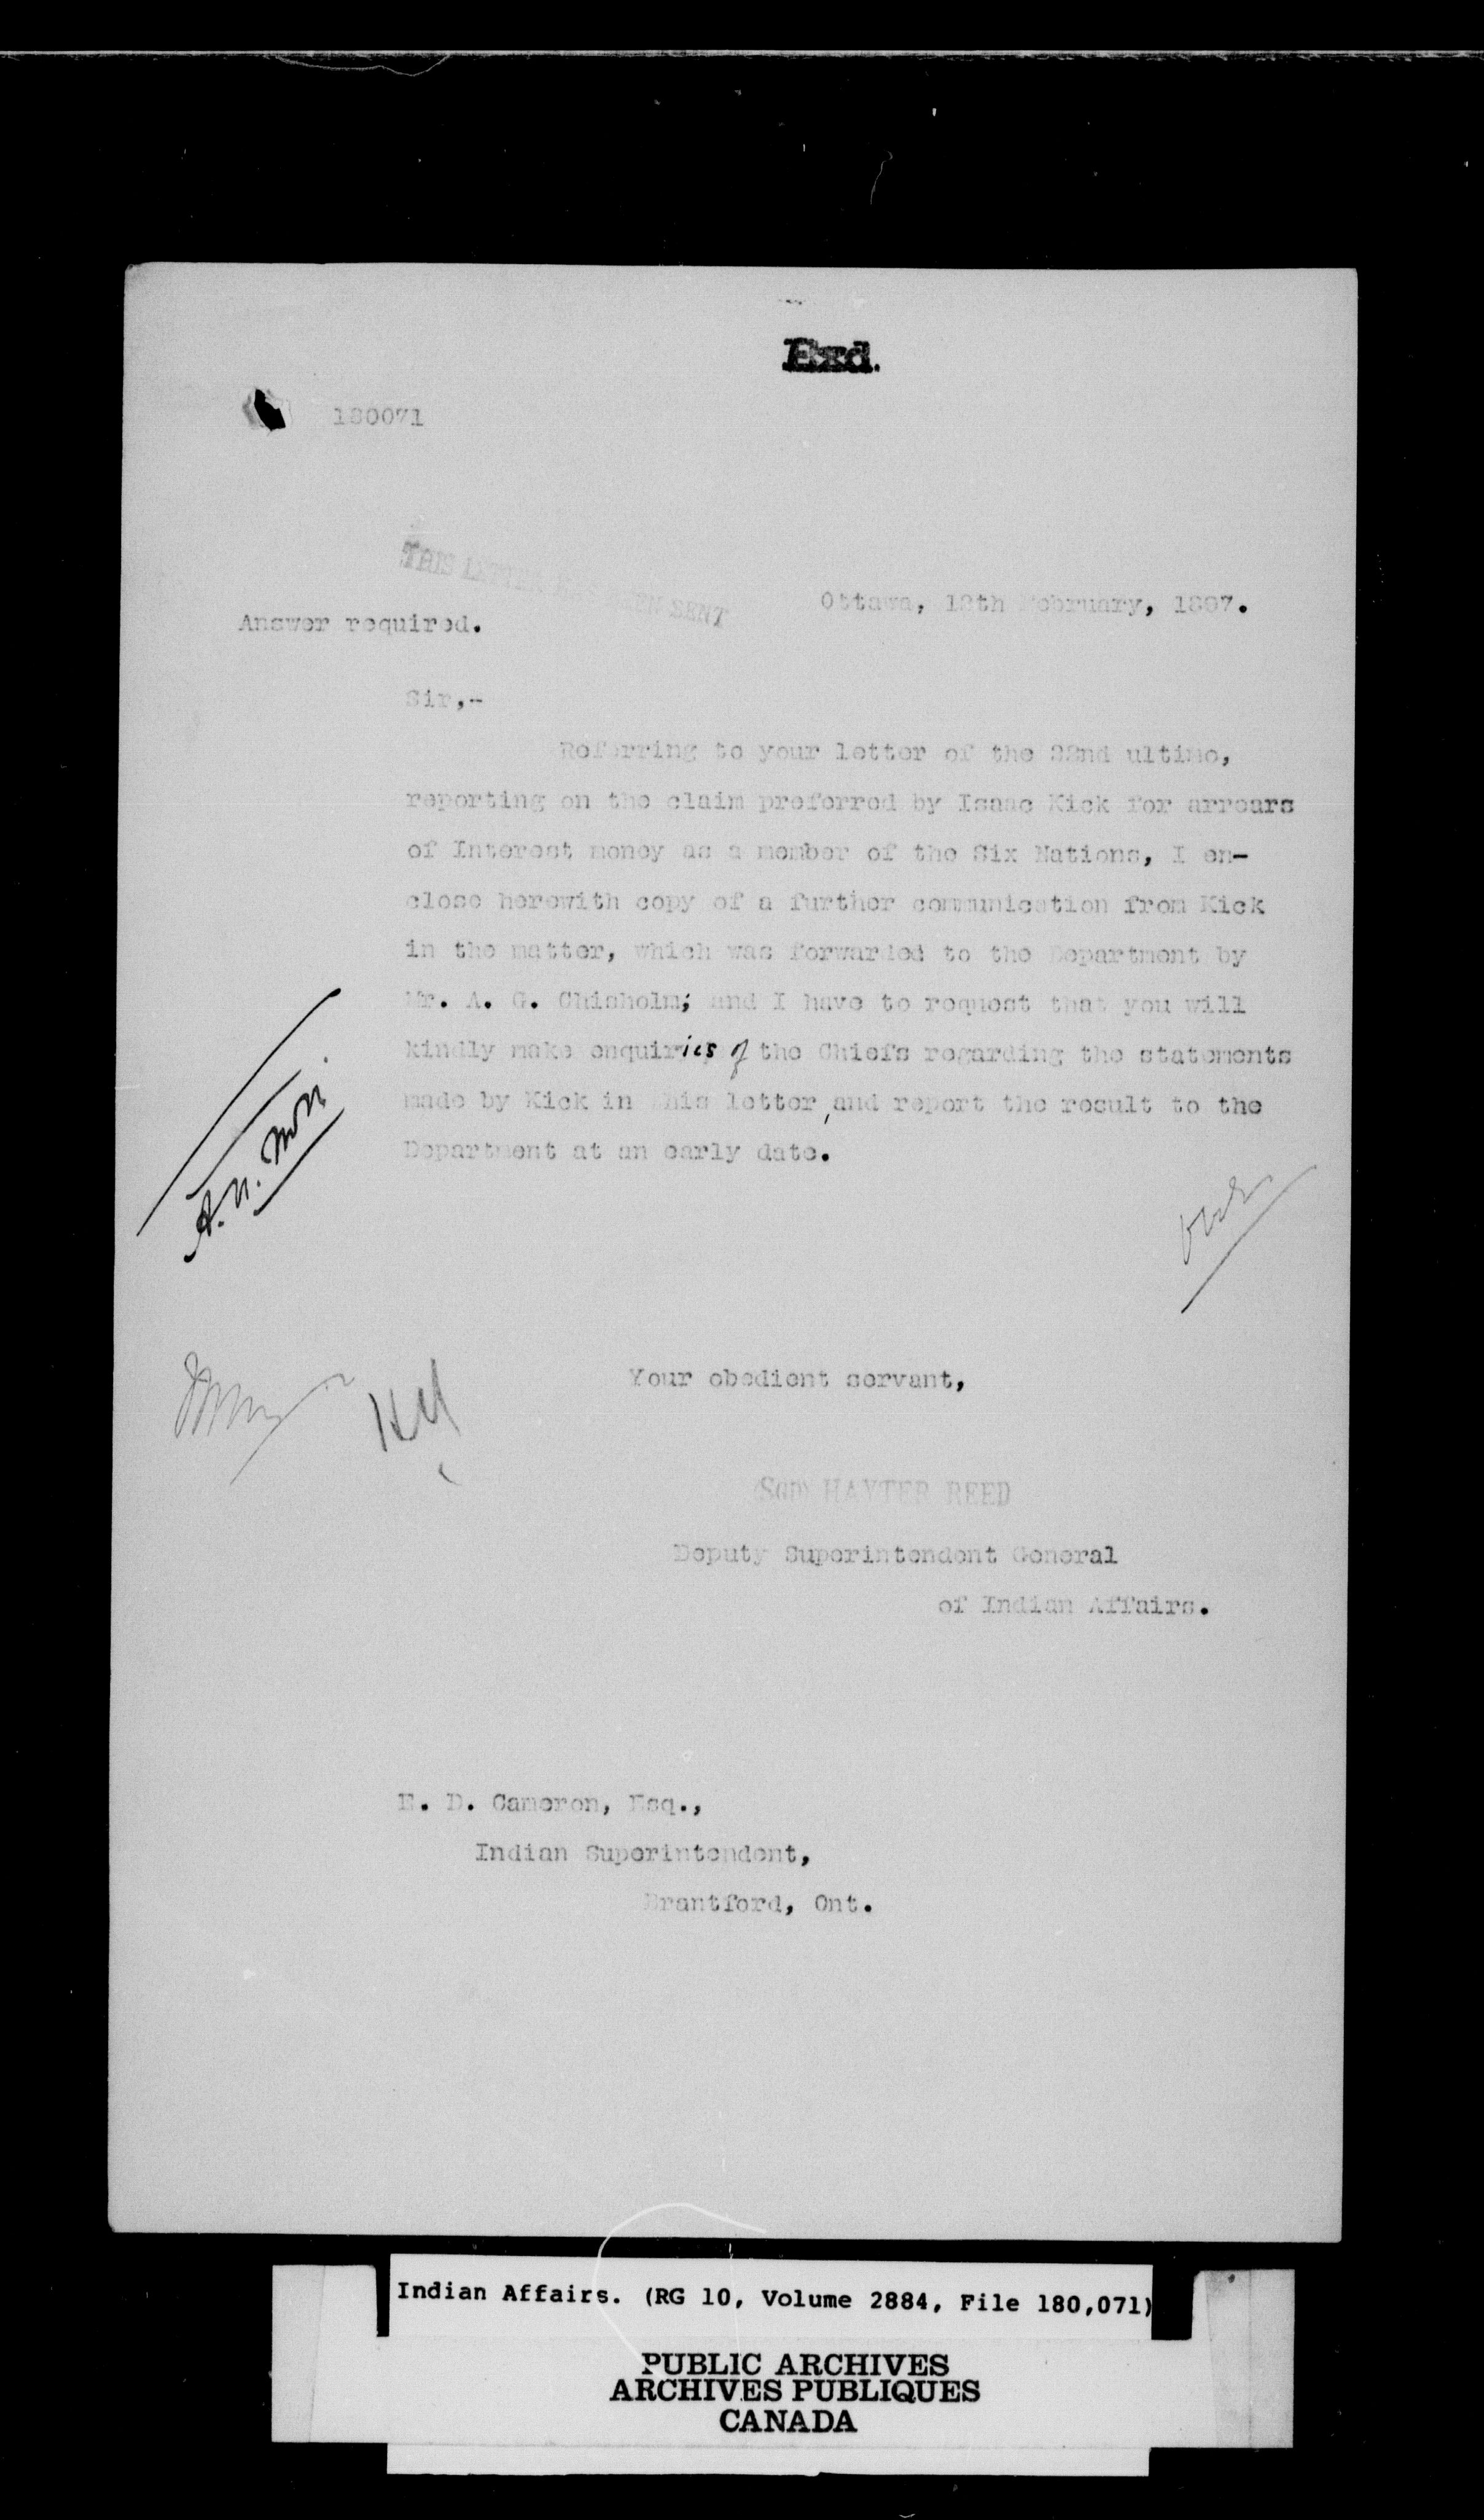 Exd.
180071
THIS LETTER HAS BEEN SENT
Ottawa, 12th February, 1897.
Answer required.
Sir,-
Referring to your letter of the 22nd ultimo,
reporting on the claim preferred by Isaac Kick for arrears
of Interest money as a member of the Six Nations, I en-
close herewith copy of a further communication from Kick
in the matter, which was forwarded to the Department by
Mr. A. G. Chisholm; and I have to request that you will
kindly make enquiries of the Chiefs regarding the statements
made by Kick in this letter, and report the result to the
Department at an early date.
Your obedient servant,
(SGD) HAYTER REED
Deputy Superintendent General
of Indian Affairs.
E. D. Cameron, Esq.,
Indian Superintendent,
Brantford, Ont.
Indian Affairs. (RG 10, Volume 2884, File 180,071)
PUBLIC ARCHIVES
ARCHIVES PUBLIQUES
CANADA